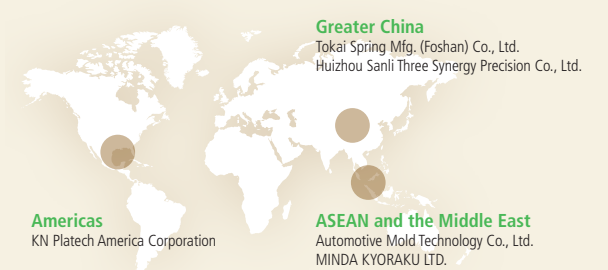 Greater China
Tokai Spring Mfg. (Foshan) Co., Ltd.
Huizhou Sanli Three Synergy Precision Co., Ltd.
Americas
KN Platech America Corporation
ASEAN and the Middle East
Automotive Mold Technology Co., Ltd.
MINDA KYORAKU LTD.